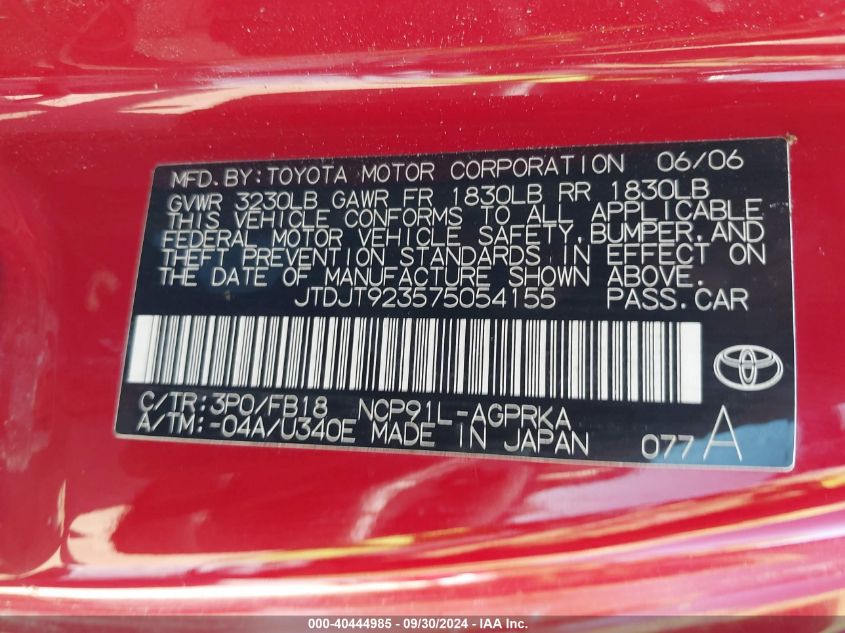 MFD. BY: TOYOTA MOTOR CORPORATION 06/06
GVWR 3230LB GAWR FR 1830LB RR 1830LB
THIS VEHICLE CONFORMS TO ALL APPLICABLE
FEDERAL MOTOR VEHICLE SAFETY, BUMPER, AND
THEFT PREVENTION STANDARDS IN EFFECT ON
THE DATE OF MANUFACTURE SHOWN ABOVE.
JTDJT923575054155 PASS. CAR
C/TR: 3P0/FB18 NCP91L-AGPRKA
A/TM: -04A/U340E MADE IN JAPAN 077 A
000-40444985 - 09/30/2024 - IAA Inc.